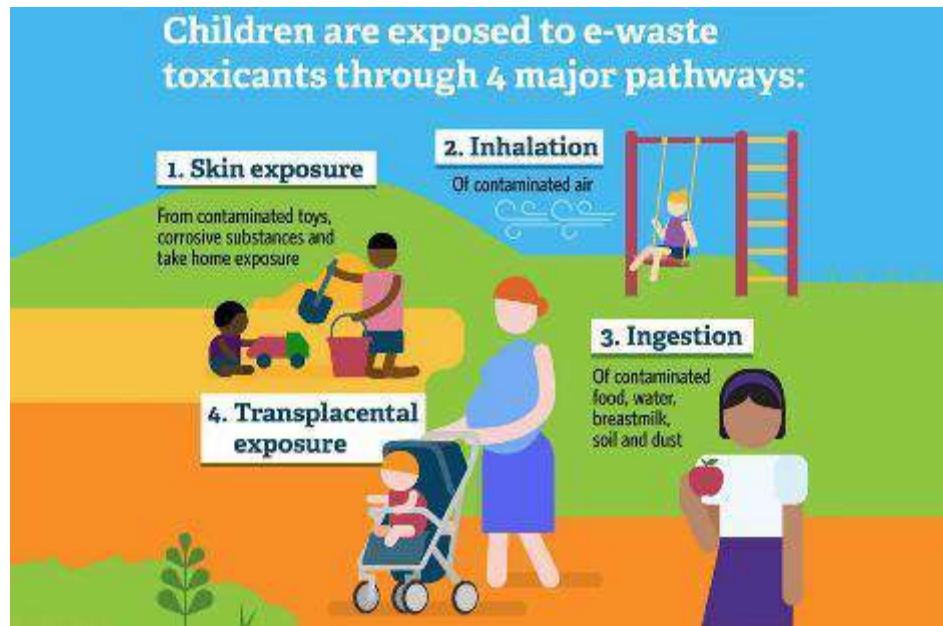 Children are exposed to e-waste
toxicants through 4 major pathways:
1. Skin exposure
From contaminated toys,
corrosive substances and
take home exposure
2. Inhalation
Of contaminated air
3. Ingestion
Of contaminated
food, water,
breastmilk,
soil and dust
4. Transplacental
exposure